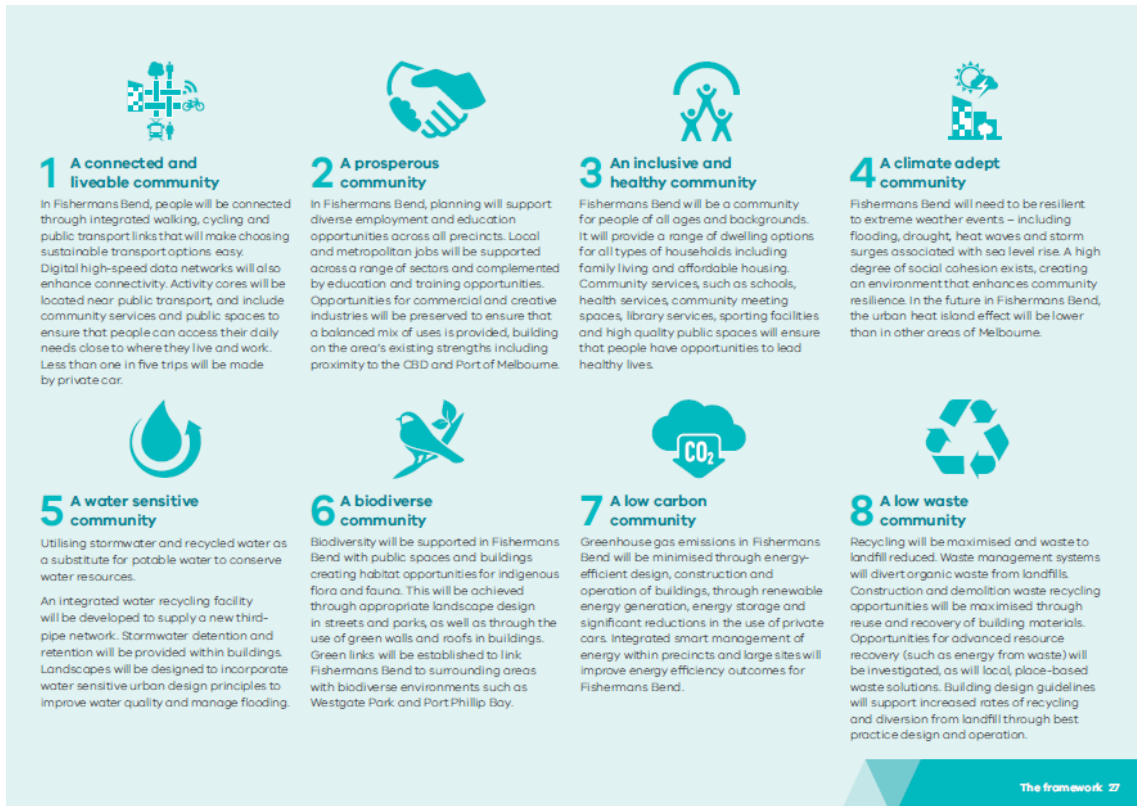 1 A connected and
liveable community
In Fishermans Bend, people will be connected
through integrated walking, cycling and
public transport links that will make choosing
sustainable transport options easy.
Digital high-speed data networks will also
enhance connectivity. Activity cores will be
located near public transport, and include
community services and public spaces to
ensure that people can access their daily
needs close to where they live and work.
Less than one in five trips will be made
by private car.
2 A prosperous
community
In Fishermans Bend, planning will support
diverse employment and education
opportunities across all precincts. Local
and metropolitan jobs will be supported
across a range of sectors and complemented
by education and training opportunities.
Opportunities for commercial and creative
industries will be preserved to ensure that
a balanced mix of uses is provided, building
on the area's existing strengths including
proximity to the CBD and Port of Melbourne.
3 An inclusive and
healthy community
Fishermans Bend will be a community
for people of all ages and backgrounds.
It will provide a range of dwelling options
for all types of households including
family living and affordable housing.
Community services, such as schools,
health services, community meeting
spaces, library services, sporting facilities
and high quality public spaces will ensure
that people have opportunities to lead
healthy lives.
4 A climate adept
community
Fishermans Bend will need to be resilient
to extreme weather events – including
flooding, drought, heat waves and storm
surges associated with sea level rise. A high
degree of social cohesion exists, creating
an environment that enhances community
resilience. In the future in Fishermans Bend,
the urban heat island effect will be lower
than in other areas of Melbourne.
5 A water sensitive
community
Utilising stormwater and recycled water as
a substitute for potable water to conserve
water resources.
An integrated water recycling facility
will be developed to supply a new third-
pipe network. Stormwater detention and
retention will be provided within buildings.
Landscapes will be designed to incorporate
water sensitive urban design principles to
improve water quality and manage flooding.
6 A biodiverse
community
Biodiversity will be supported in Fishermans
Bend with public spaces and buildings
creating habitat opportunities for indigenous
flora and fauna. This will be achieved
through appropriate landscape design
in streets and parks, as well as through the
use of green walls and roofs in buildings.
Green links will be established to link
Fishermans Bend to surrounding areas
with biodiverse environments such as
Westgate Park and Port Phillip Bay.
CO2
7 A low carbon
community
Greenhouse gas emissions in Fishermans
Bend will be minimised through energy-
efficient design, construction and
operation of buildings, through renewable
energy generation, energy storage and
significant reductions in the use of private
cars. Integrated smart management of
energy within precincts and large sites will
improve energy efficiency outcomes for
Fishermans Bend.
8 A low waste
community
Recycling will be maximised and waste to
landfill reduced. Waste management systems
will divert organic waste from landfills.
Construction and demolition waste recycling
opportunities will be maximised through
reuse and recovery of building materials.
Opportunities for advanced resource
recovery (such as energy from waste) will
be investigated, as will local, place-based
waste solutions. Building design guidelines
will support increased rates of recycling
and diversion from landfill through best
practice design and operation.
The framework 27